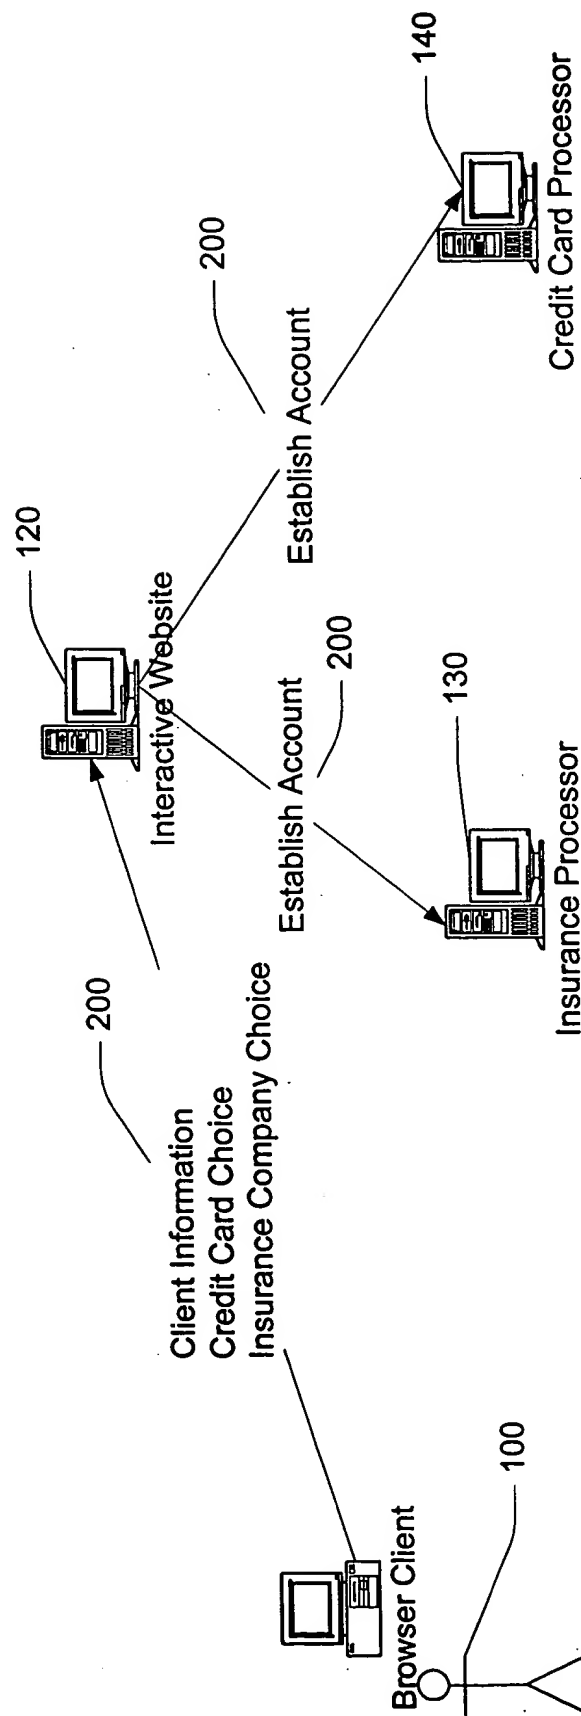 120
Interactive Website
200
Client Information
Credit Card Choice
Insurance Company Choice
200
Establish Account
200
Establish Account
Browser Client
100
130
Insurance Processor
140
Credit Card Processor